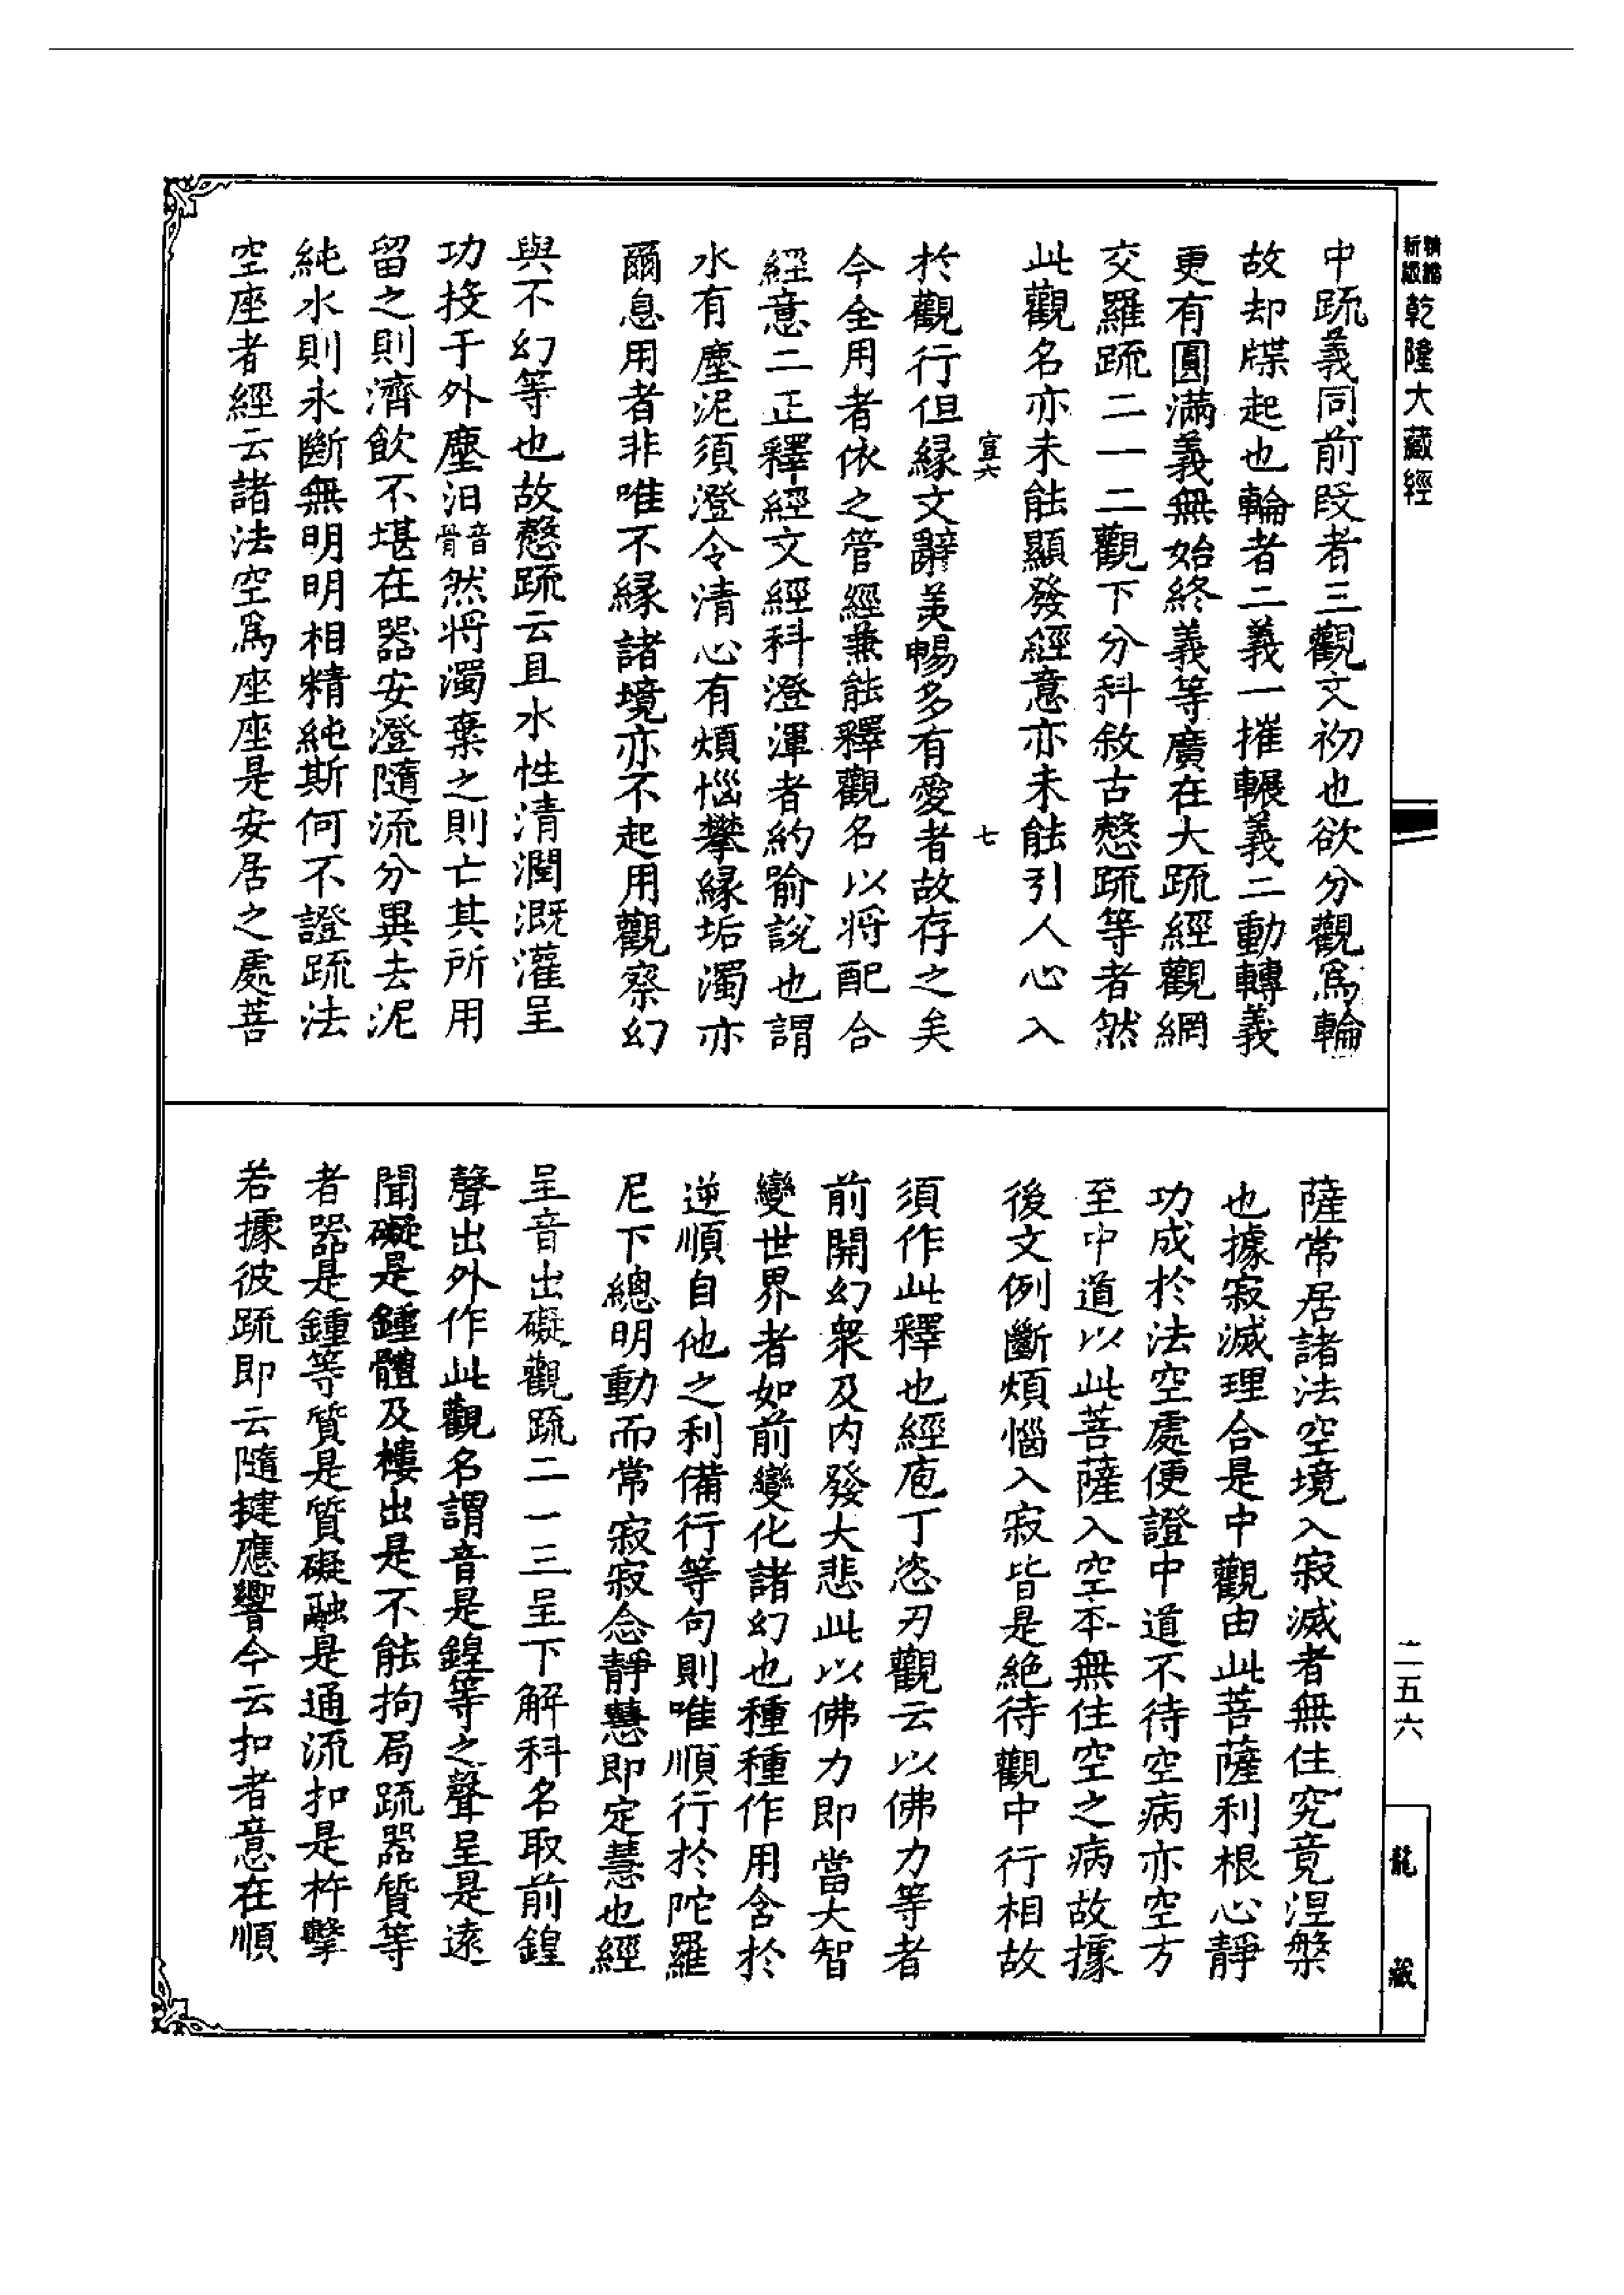 精繕新經乾隆大藏經
中疏義同前段者三觀文初也欲分觀為輪
故却牒起也輪者二義一摧輾義二動轉義
更有圓滿義無始終義等廣在大疏經觀網
交羅疏二一二觀下分科敘古慤疏等者然
此觀名亦未能顯發經意亦未能引人心入
宣六 七
於觀行但緣文辭美暢多有愛者故存之矣
今全用者依之管經兼能釋觀名以將配合
經意二正釋經文經科澄渾者約喻說也謂
水有塵泥須澄令清心有煩惱攀緣垢濁亦
爾息用者非唯不緣諸境亦不起用觀察幻
與不幻等也故慤疏云且水性清潤溉灌呈
功投于外塵汩音骨然將濁棄之則亡其所用
留之則濟飲不堪在器安澄隨流分異去泥
純水則永斷無明明相精純斯何不證疏法
空座者經云諸法空為座座是安居之處菩
薩常居諸法空境入寂滅者無住究竟涅槃
也據寂滅理合是中觀由此菩薩利根心靜
功成於法空處便證中道不待空病亦空方
至中道以此菩薩入空本無住空之病故據
後文例斷煩惱入寂皆是絕待觀中行相故
須作此釋也經庖丁恣刃觀云以佛力等者
前開幻眾及內發大悲此以佛力即當大智
變世界者如前變化諸幻也種種作用含於
逆順自他之利備行等句則唯順行於陀羅
尼下總明動而常寂寂念靜慧即定慧也經
呈音出礙觀疏二一三呈下解科名取前鍠
聲出外作此觀名謂音是鍠等之聲呈是遠
聞礙是鍾體及樓出是不能拘局疏器質等
者器是鍾等質是質礙融是通流扣是杵擊
若據彼疏即云隨揵應響今云扣者意在順
二五六
龍藏